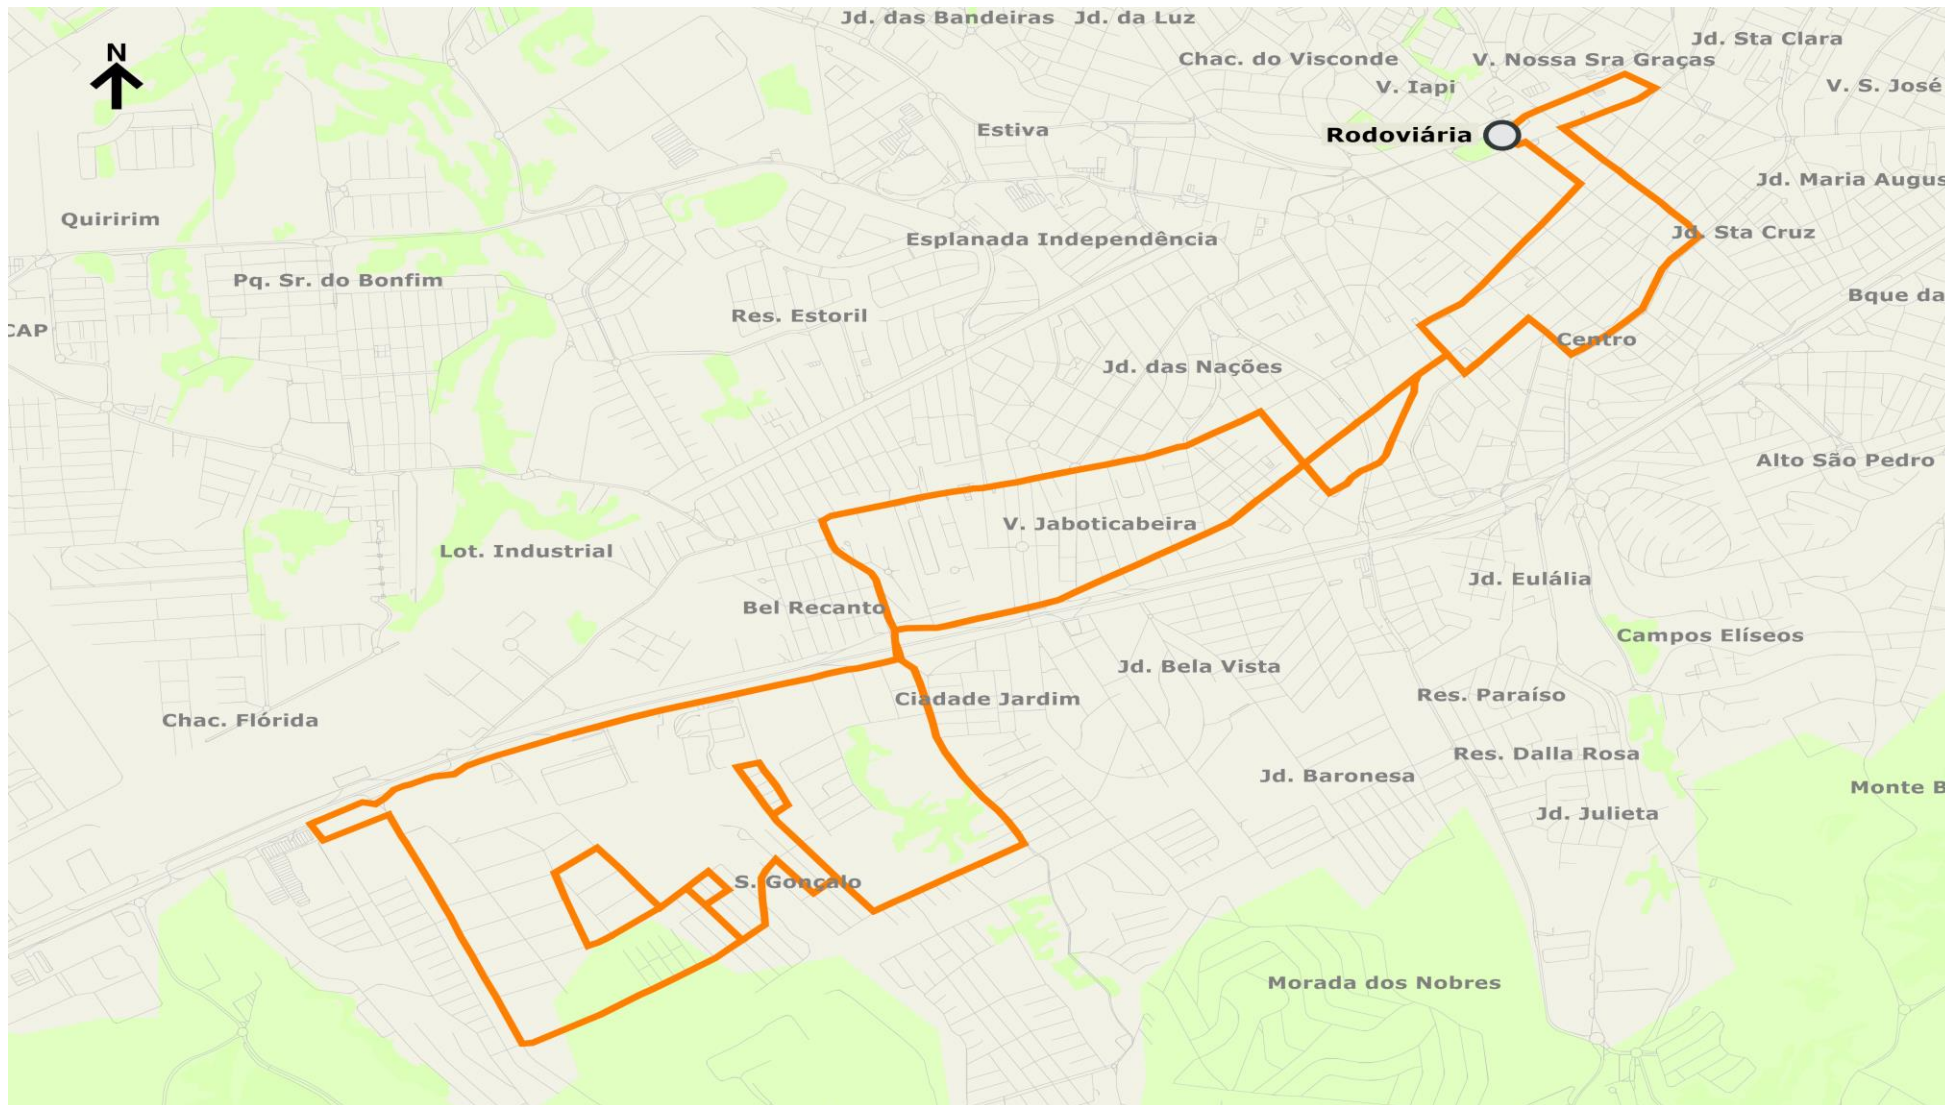 Jd. das Bandeiras
Jd. da Luz
Jd. Sta Clara
N
Chac. do Visconde
V. Nossa Sra Graças
V. Iapi
V. S. José
Estiva
Rodoviária
Jd. Maria Augus
Quiririm
Jd. Sta Cruz
Esplanada Independência
Pq. Sr. do Bonfim
Bque da
Res. Estoril
CAP
Centro
Jd. das Nações
Alto São Pedro
V. Jaboticabeira
Lot. Industrial
Jd. Eulália
Bel Recanto
Campos Elíseos
Jd. Bela Vista
Res. Paraíso
Ciadade Jardim
Chac. Flórida
Res. Dalla Rosa
Jd. Baronesa
Monte B
Jd. Julieta
S. Gonçalo
Morada dos Nobres